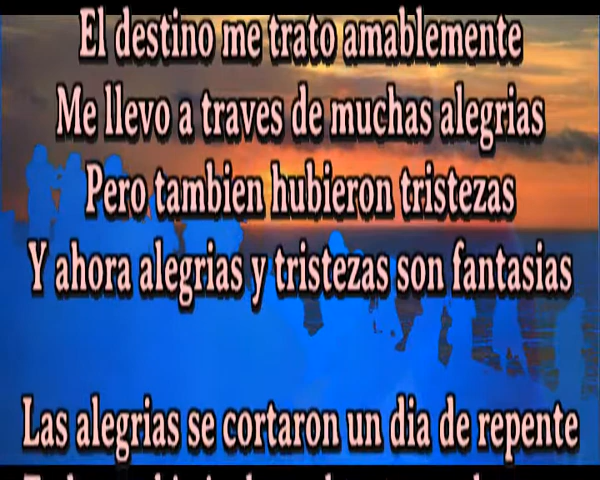 El destino me trato amablemente
Me llevo a traves de muchas alegrias
Pero tambien hubieron tristezas
Y ahora alegrias y tristezas son fantasias
Las alegrias se cortaron un dia de repente